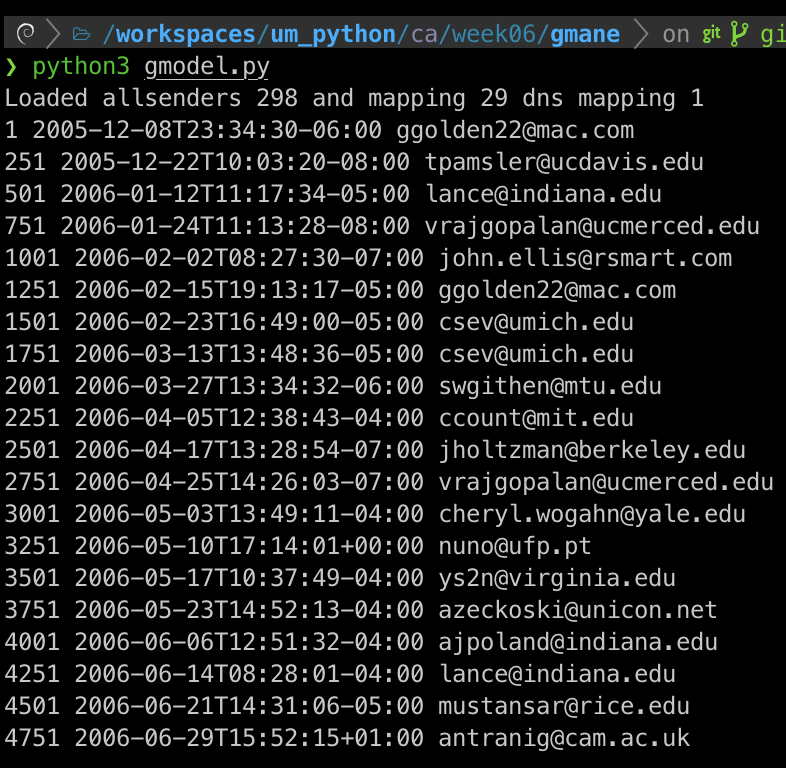 /workspaces/um_python/ca/week06/gmane on git gi
❯ python3 gmodel.py
Loaded allsenders 298 and mapping 29 dns mapping 1
1 2005-12-08T23:34:30-06:00 ggolden22@mac.com
251 2005-12-22T10:03:20-08:00 tpamsler@ucdavis.edu
501 2006-01-12T11:17:34-05:00 lance@indiana.edu
751 2006-01-24T11:13:28-08:00 vrajgopalan@ucmerced.edu
1001 2006-02-02T08:27:30-07:00 john.ellis@rsmart.com
1251 2006-02-15T19:13:17-05:00 ggolden22@mac.com
1501 2006-02-23T16:49:00-05:00 csev@umich.edu
1751 2006-03-13T13:48:36-05:00 csev@umich.edu
2001 2006-03-27T13:34:32-06:00 swgithen@mtu.edu
2251 2006-04-05T12:38:43-04:00 ccount@mit.edu
2501 2006-04-17T13:28:54-07:00 jholtzman@berkeley.edu
2751 2006-04-25T14:26:03-07:00 vrajgopalan@ucmerced.edu
3001 2006-05-03T13:49:11-04:00 cheryl.wogahn@yale.edu
3251 2006-05-10T17:14:01+00:00 nuno@ufp.pt
3501 2006-05-17T10:37:49-04:00 ys2n@virginia.edu
3751 2006-05-23T14:52:13-04:00 azeckoski@unicon.net
4001 2006-06-06T12:51:32-04:00 ajpoland@indiana.edu
4251 2006-06-14T08:28:01-04:00 lance@indiana.edu
4501 2006-06-21T14:31:06-05:00 mustansar@rice.edu
4751 2006-06-29T15:52:15+01:00 antranig@cam.ac.uk